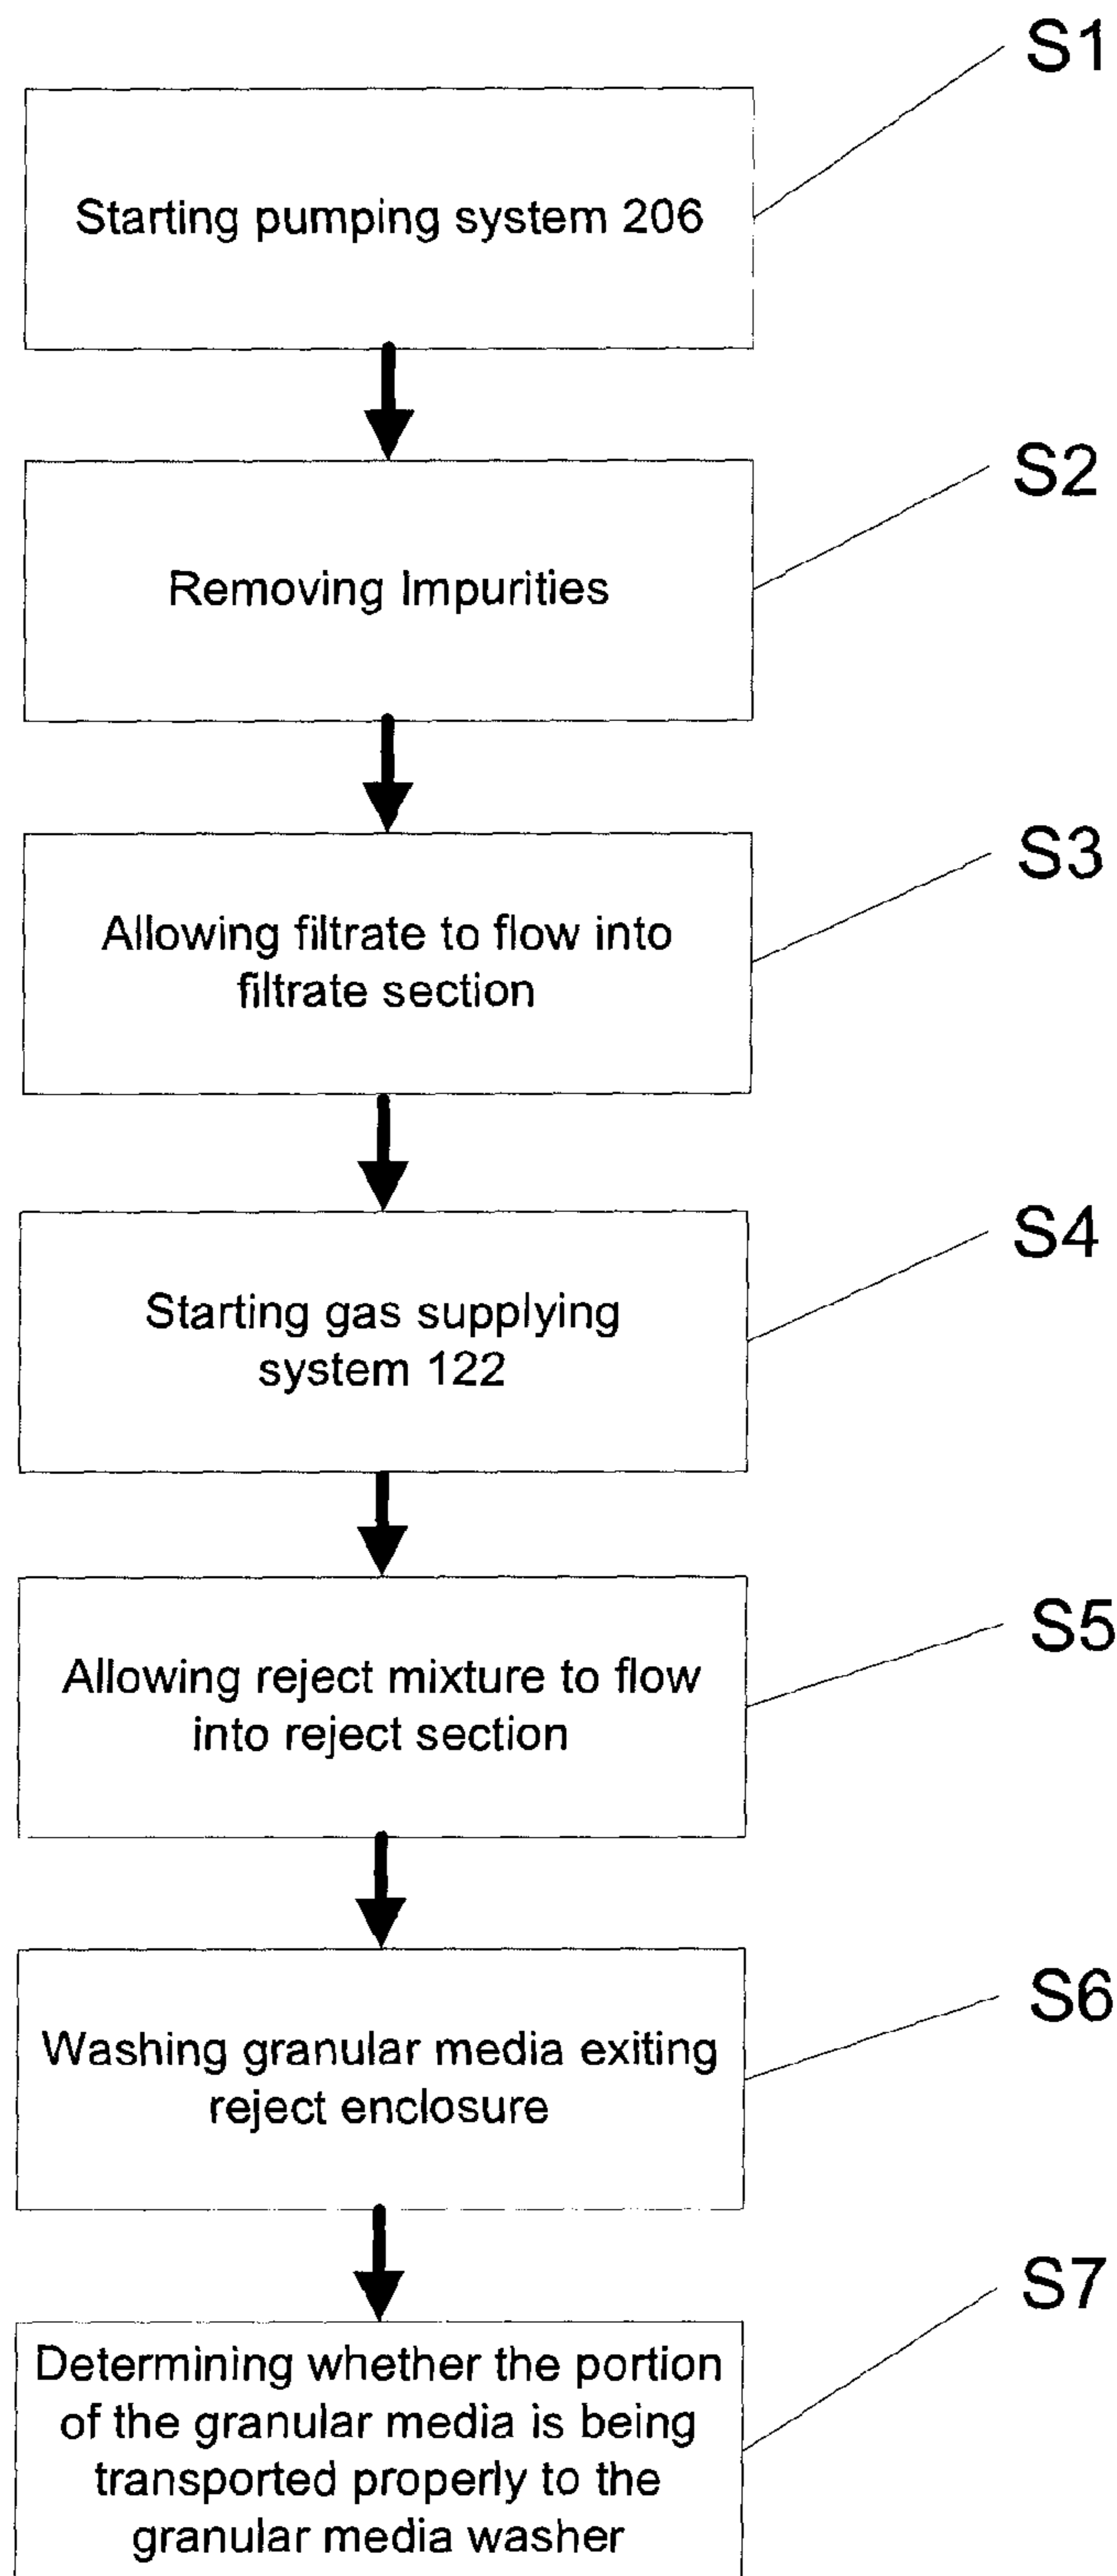 S1
Starting pumping system 206
S2
Removing Impurities
S3
Allowing filtrate to flow into
filtrate section
S4
Starting gas supplying
system 122
S5
Allowing reject mixture to flow
into reject section
S6
Washing granular media exiting
reject enclosure
S7
Determining whether the portion
of the granular media is being
transported properly to the
granular media washer